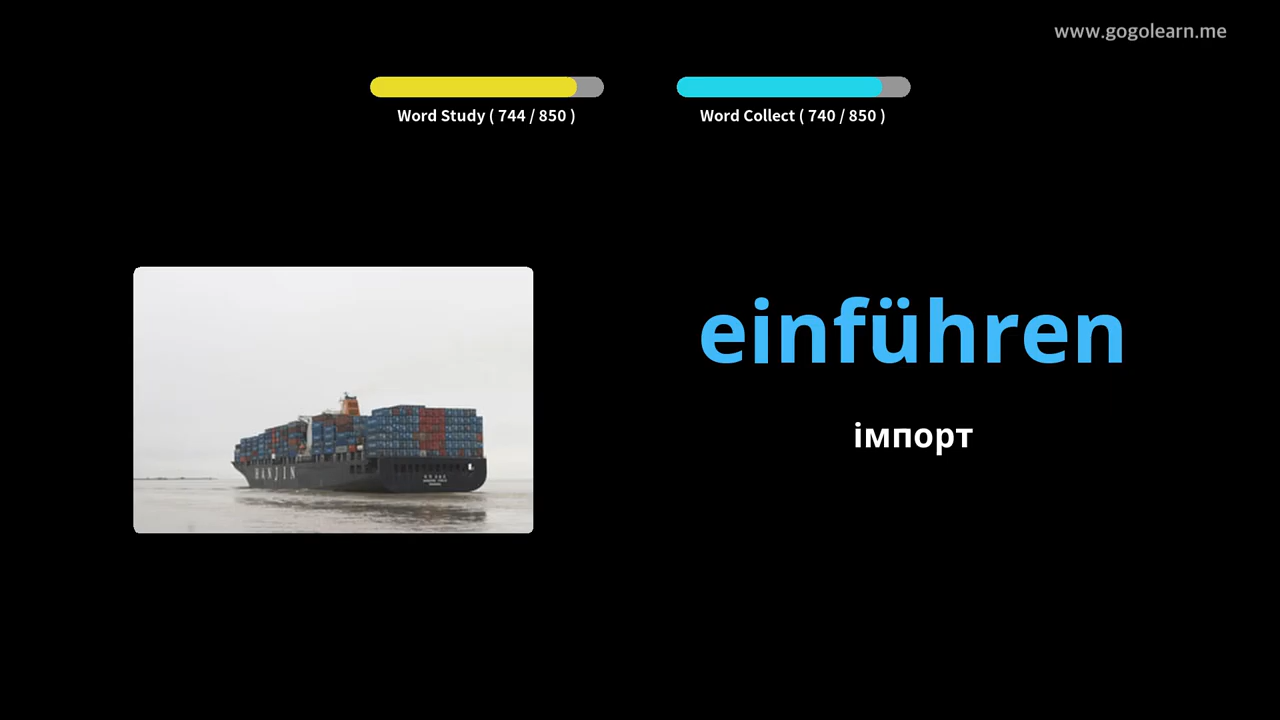 www.gogolearn.me
Word Study ( 744 / 850 )
Word Collect ( 740 / 850 )
einführen
імпорт
HANJIN